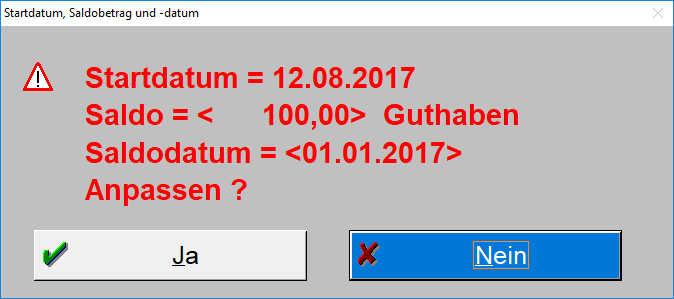 Startdatum, Saldobetrag und -datum
Startdatum = 12.08.2017
Saldo = < 100,00> Guthaben
Saldodatum = <01.01.2017>
Anpassen ?
Ja
Nein